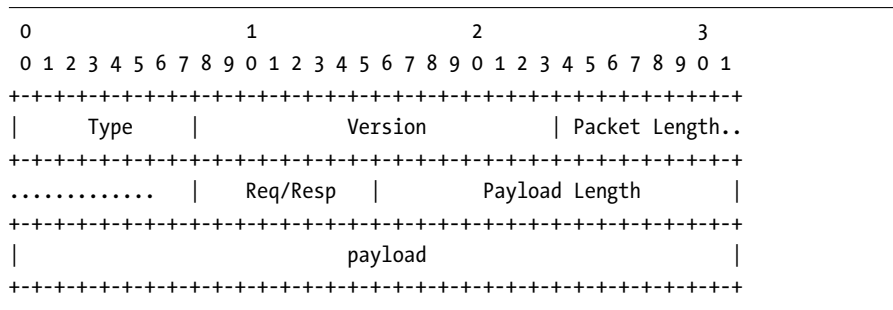 0                   1                   2                   3
 0 1 2 3 4 5 6 7 8 9 0 1 2 3 4 5 6 7 8 9 0 1 2 3 4 5 6 7 8 9 0 1
+-+-+-+-+-+-+-+-+-+-+-+-+-+-+-+-+-+-+-+-+-+-+-+-+-+-+-+-+-+-+-+-+
|      Type     |             Version           | Packet Length..
+-+-+-+-+-+-+-+-+-+-+-+-+-+-+-+-+-+-+-+-+-+-+-+-+-+-+-+-+-+-+-+-+
.............   |    Req/Resp   |         Payload Length        |
+-+-+-+-+-+-+-+-+-+-+-+-+-+-+-+-+-+-+-+-+-+-+-+-+-+-+-+-+-+-+-+-+
|                             payload                           |
+-+-+-+-+-+-+-+-+-+-+-+-+-+-+-+-+-+-+-+-+-+-+-+-+-+-+-+-+-+-+-+-+